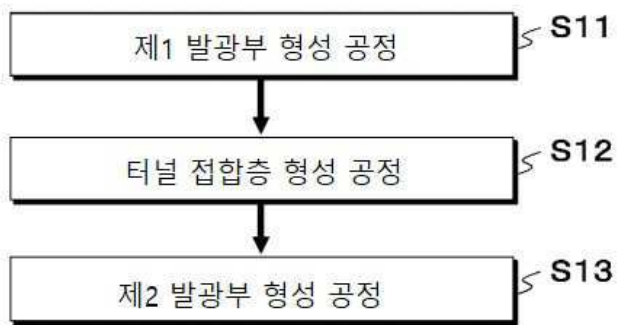 제1 발광부 형성 공정
S11
터널 접합층 형성 공정
S12
제2 발광부 형성 공정
S13